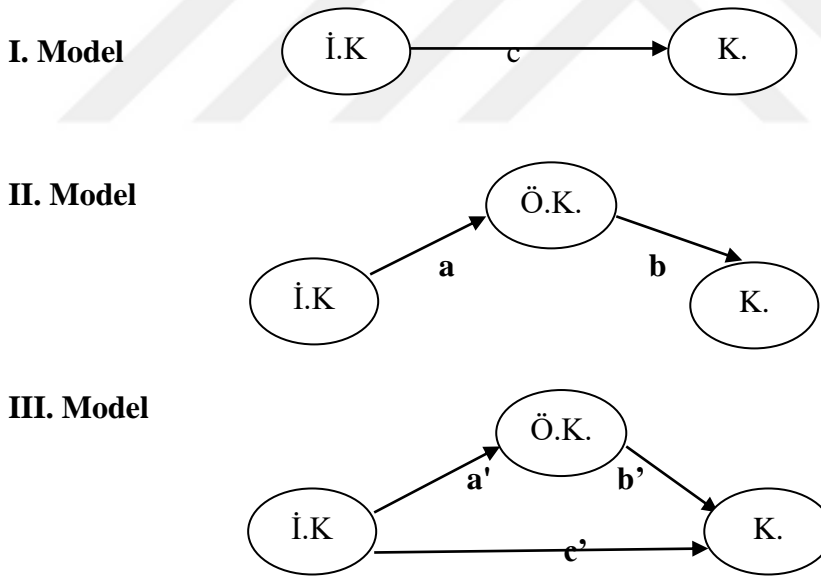 I. Model İ.K c K.
II. Model
Ö.K.
a b
İ.K K.
III. Model
Ö.K.
a' b’
İ.K K.
c’